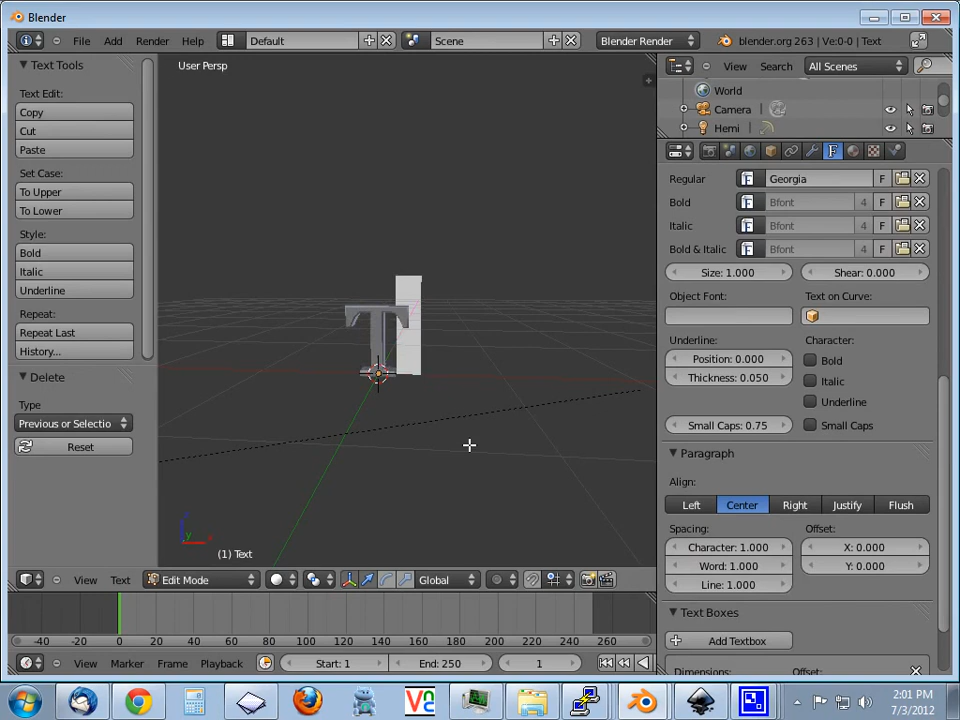 Blender
File Add Render Help Default Scene Blender Render blender.org 263 | Ve:0-0 | Text
Text Tools
Text Edit:
Copy
Cut
Paste
Set Case:
To Upper
To Lower
Style:
Bold
Italic
Underline
Repeat:
Repeat Last
History...
Delete
Type
Previous or Selectio
Reset
User Persp
T
(1) Text
View Text Edit Mode Global
-40 -20 0 20 40 60 80 100 120 140 160 180 200 220 240 260
View Marker Frame Playback Start: 1 End: 250 1
View Search All Scenes
World
Camera
Hemi
F
Regular F Georgia F
Bold F Bfont 4 F
Italic F Bfont 4 F
Bold & Italic F Bfont 4 F
Size: 1.000 Shear: 0.000
Object Font: Text on Curve:
Underline: Character:
Position: 0.000 Bold
Thickness: 0.050 Italic
Underline
Small Caps: 0.75 Small Caps
Paragraph
Align:
Left Center Right Justify Flush
Spacing: Offset:
Character: 1.000 X: 0.000
Word: 1.000 Y: 0.000
Line: 1.000
Text Boxes
Add Textbox
Dimensions: Offset:
2:01 PM
7/3/2012